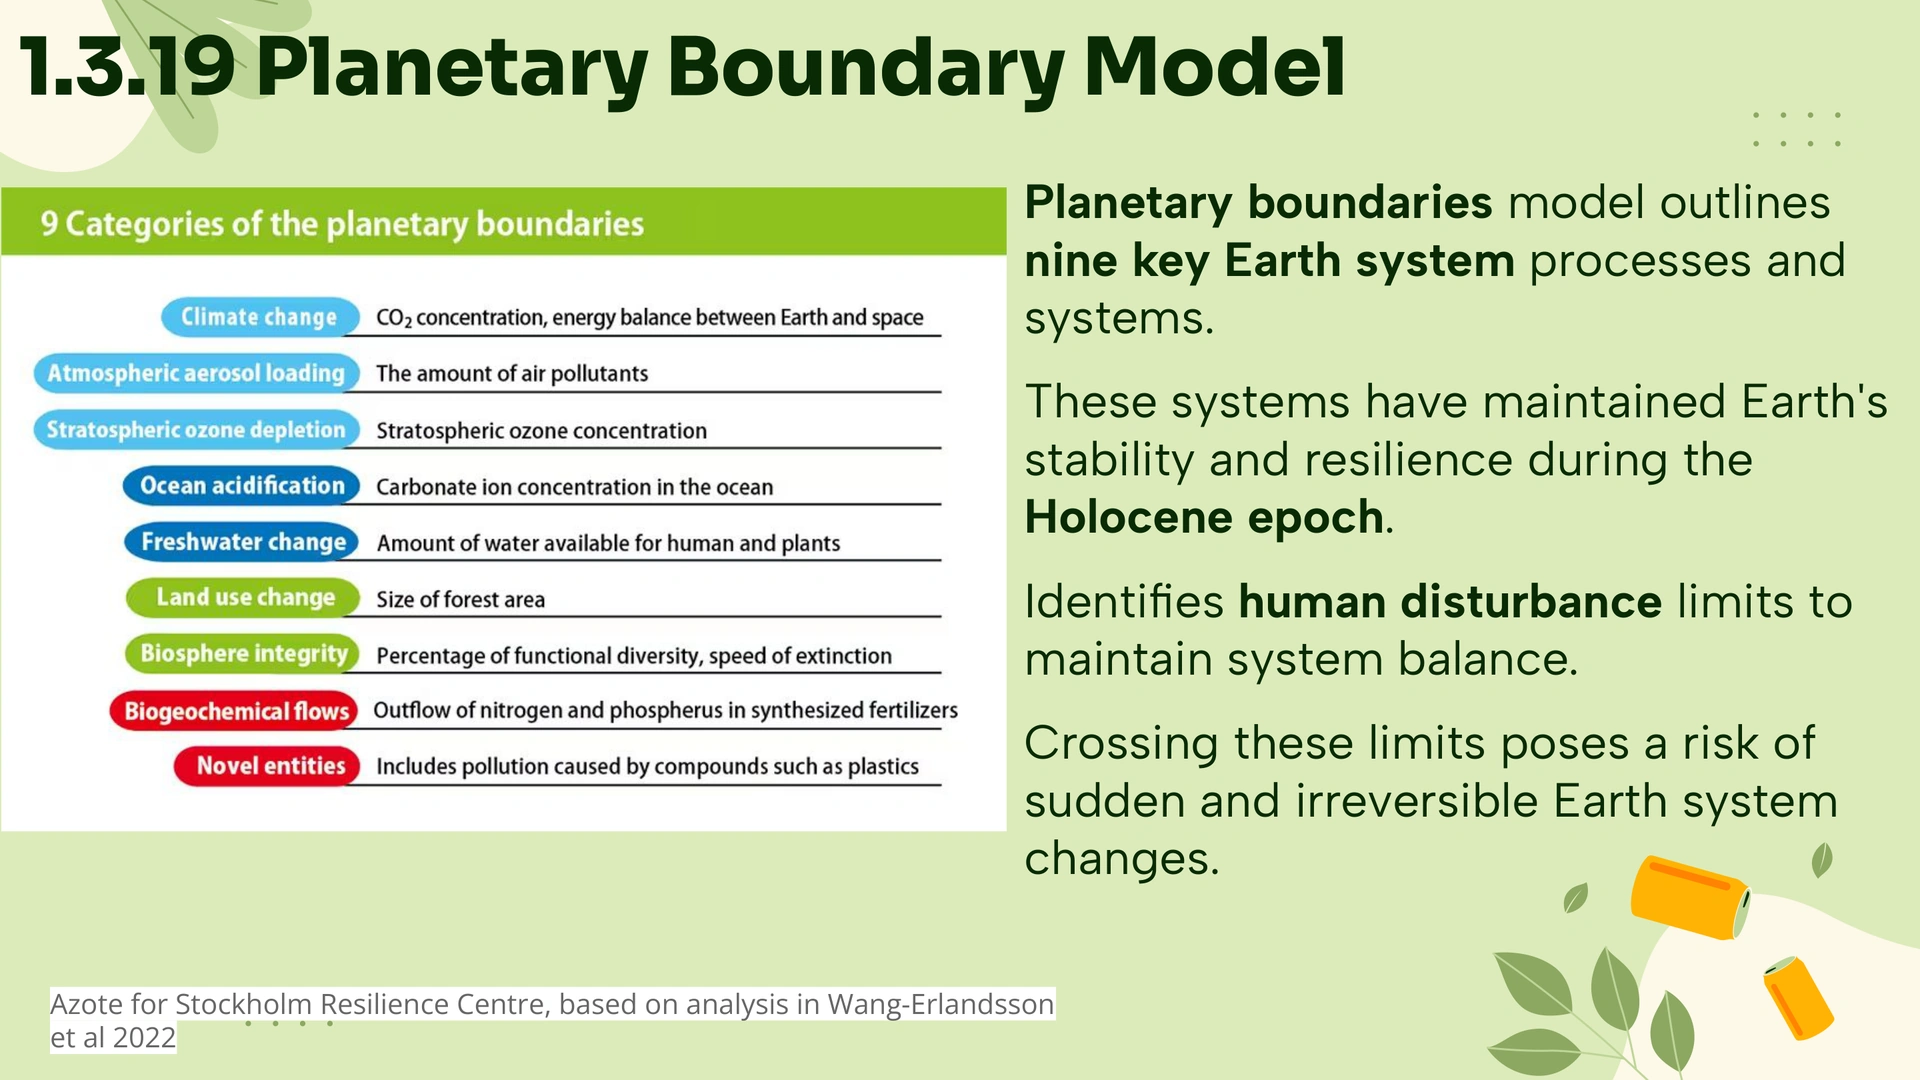 1.3.19 Planetary Boundary Model
9 Categories of the planetary boundaries
Climate change CO₂ concentration, energy balance between Earth and space
Atmospheric aerosol loading The amount of air pollutants
Stratospheric ozone depletion Stratospheric ozone concentration
Ocean acidification Carbonate ion concentration in the ocean
Freshwater change Amount of water available for human and plants
Land use change Size of forest area
Biosphere integrity Percentage of functional diversity, speed of extinction
Biogeochemical flows Outflow of nitrogen and phospherus in synthesized fertilizers
Novel entities Includes pollution caused by compounds such as plastics
Planetary boundaries model outlines
nine key Earth system processes and
systems.
These systems have maintained Earth's
stability and resilience during the
Holocene epoch.
Identifies human disturbance limits to
maintain system balance.
Crossing these limits poses a risk of
sudden and irreversible Earth system
changes.
Azote for Stockholm Resilience Centre, based on analysis in Wang-Erlandsson
et al 2022